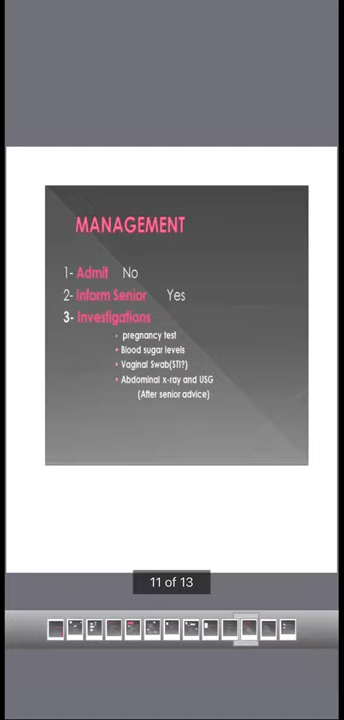 MANAGEMENT
1- Admit No
2- Inform Senior Yes
3- Investigations
• pregnancy test
• Blood sugar levels
• Vaginal Swab(STI?)
• Abdominal x-ray and USG
(After senior advice)
11 of 13